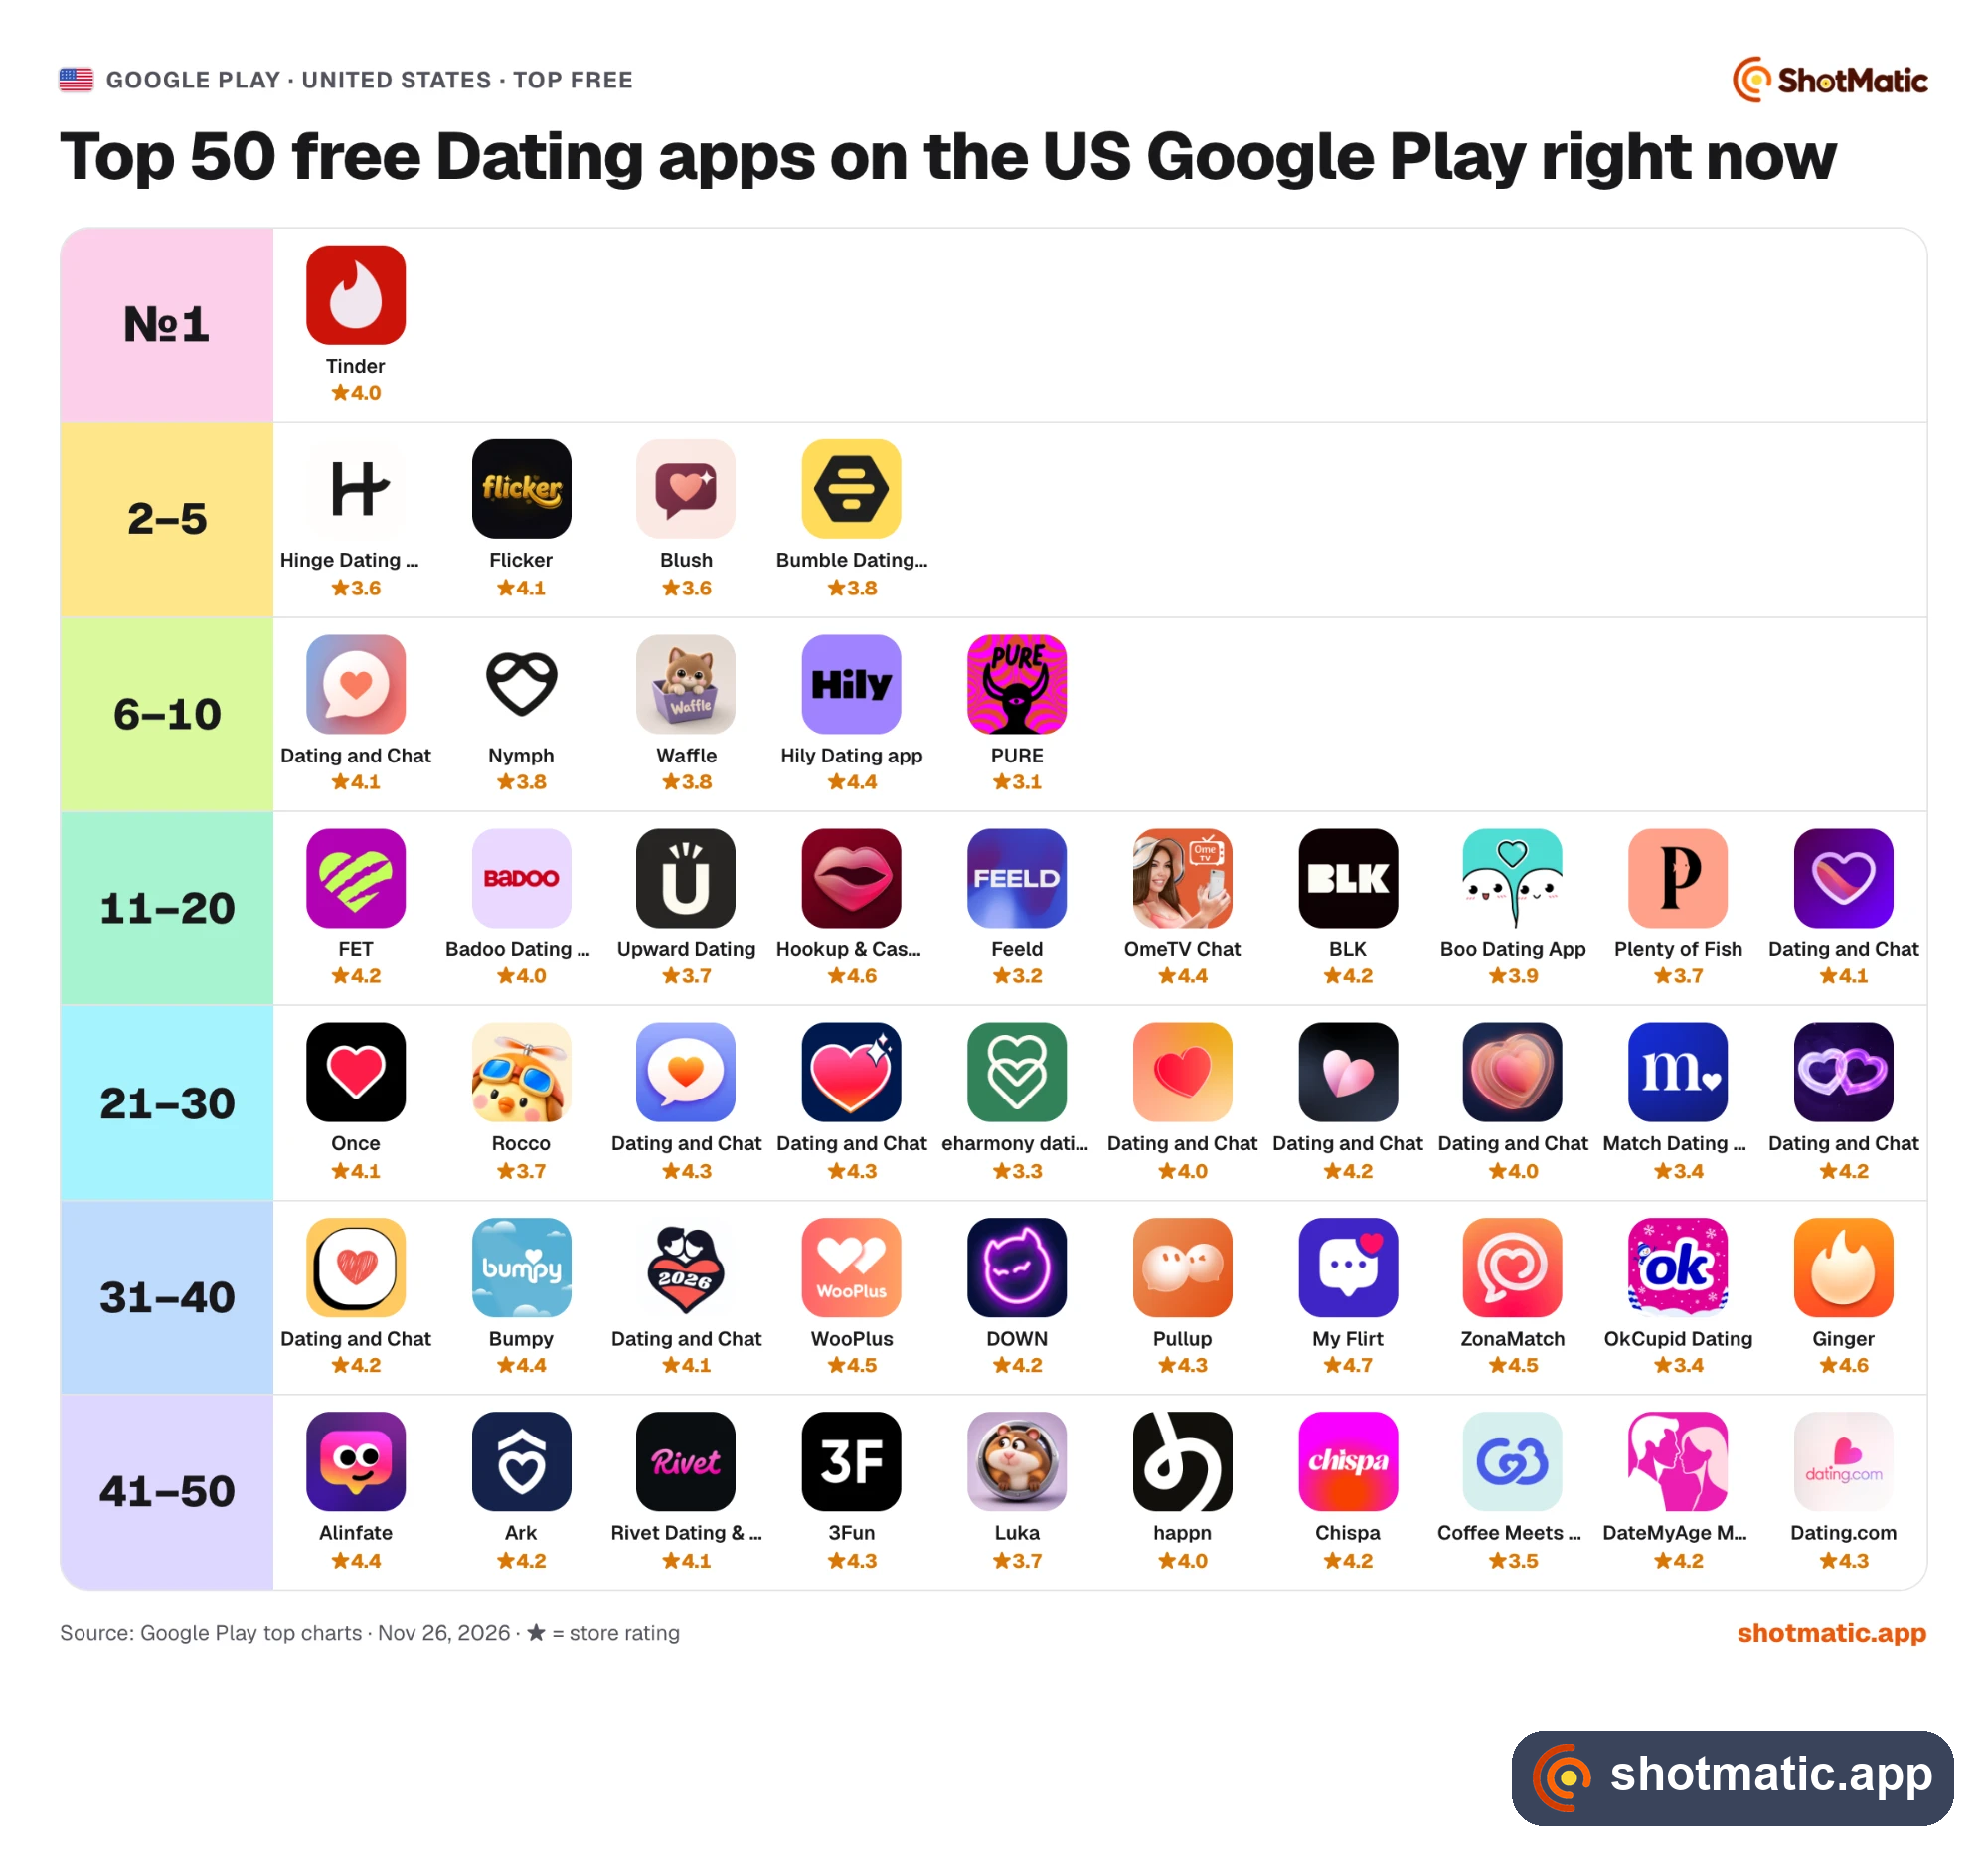 GOOGLE PLAY · UNITED STATES · TOP FREE
ShotMatic
Top 50 free Dating apps on the US Google Play right now
№1
Tinder
★4.0
2–5
flicker
Hinge Dating ... Flicker Blush Bumble Dating...
★3.6 ★4.1 ★3.6 ★3.8
6–10
Waffle Hily PURE
Dating and Chat Nymph Waffle Hily Dating app PURE
★4.1 ★3.8 ★3.8 ★4.4 ★3.1
11–20
BADOO U FEELD Ome TV BLK P
FET Badoo Dating ... Upward Dating Hookup & Cas... Feeld OmeTV Chat BLK Boo Dating App Plenty of Fish Dating and Chat
★4.2 ★4.0 ★3.7 ★4.6 ★3.2 ★4.4 ★4.2 ★3.9 ★3.7 ★4.1
21–30
m
Once Rocco Dating and Chat Dating and Chat eharmony dati... Dating and Chat Dating and Chat Dating and Chat Match Dating ... Dating and Chat
★4.1 ★3.7 ★4.3 ★4.3 ★3.3 ★4.0 ★4.2 ★4.0 ★3.4 ★4.2
31–40
bumpy 2026 WooPlus ok
Dating and Chat Bumpy Dating and Chat WooPlus DOWN Pullup My Flirt ZonaMatch OkCupid Dating Ginger
★4.2 ★4.4 ★4.1 ★4.5 ★4.2 ★4.3 ★4.7 ★4.5 ★3.4 ★4.6
41–50
Rivet 3F chispa dating.com
Alinfate Ark Rivet Dating & ... 3Fun Luka happn Chispa Coffee Meets ... DateMyAge M... Dating.com
★4.4 ★4.2 ★4.1 ★4.3 ★3.7 ★4.0 ★4.2 ★3.5 ★4.2 ★4.3
Source: Google Play top charts · Nov 26, 2026 · ★ = store rating
shotmatic.app
shotmatic.app